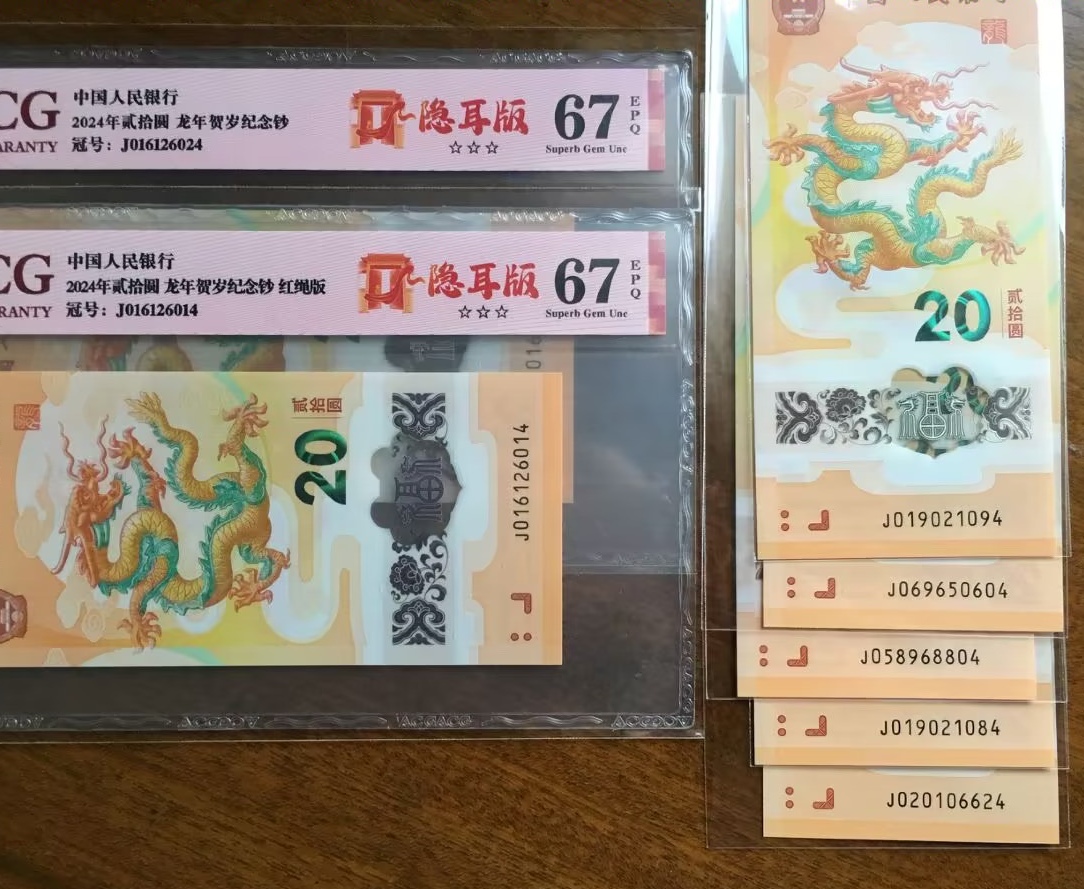 CG
ARANTY
中国人民银行
2024年贰拾圆 龙年贺岁纪念钞
冠号：J016126024
隐耳版
☆☆☆
67
EPQ
Superb Gem Unc
CG
RANTY
中国人民银行
2024年贰拾圆 龙年贺岁纪念钞 红绳版
冠号：J016126014
隐耳版
☆☆☆
67
EPQ
Superb Gem Unc
016
贰拾圆
20
福
J016126014
20
贰拾圆
福
J019021094
J069650604
J058968804
J019021084
J020106624